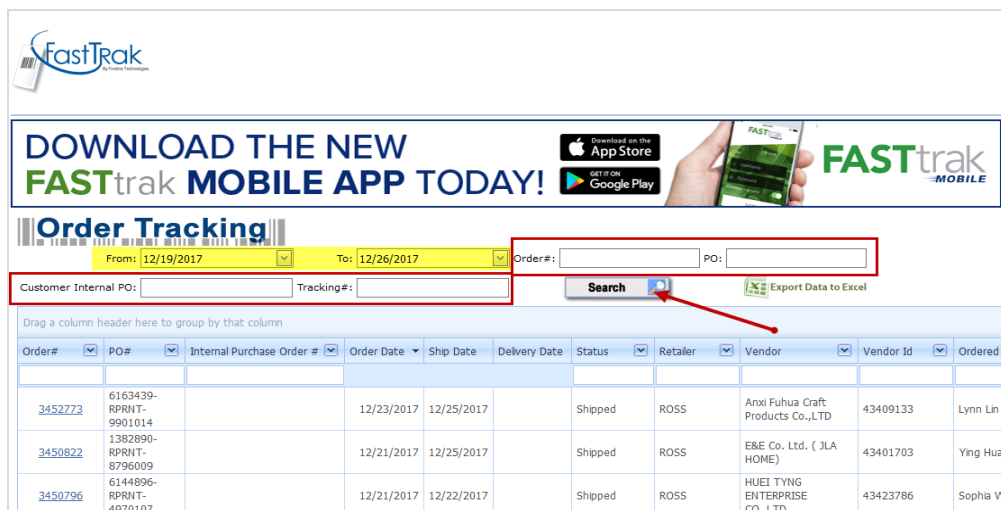 FastTrak
By Fineline Technologies
DOWNLOAD THE NEW
FASTtrak MOBILE APP TODAY!
Download on the
App Store
GET IT ON
Google Play
FASTtrak
FASTtrak
MOBILE
Order Tracking
From: 12/19/2017 To: 12/26/2017 Order#: PO:
Customer Internal PO: Tracking#: Search Export Data to Excel
Drag a column header here to group by that column
Order# PO# Internal Purchase Order # Order Date Ship Date Delivery Date Status Retailer Vendor Vendor Id Ordered
3452773 6163439-RPRNT-9901014 12/23/2017 12/25/2017 Shipped ROSS Anxi Fuhua Craft Products Co.,LTD 43409133 Lynn Lin
3450822 1382890-RPRNT-8796009 12/21/2017 12/25/2017 Shipped ROSS E&E Co. Ltd. ( JLA HOME) 43401703 Ying Hua
3450796 6144896-RPRNT-4970107 12/21/2017 12/22/2017 Shipped ROSS HUEI TYNG ENTERPRISE CO.,LTD 43423786 Sophia W